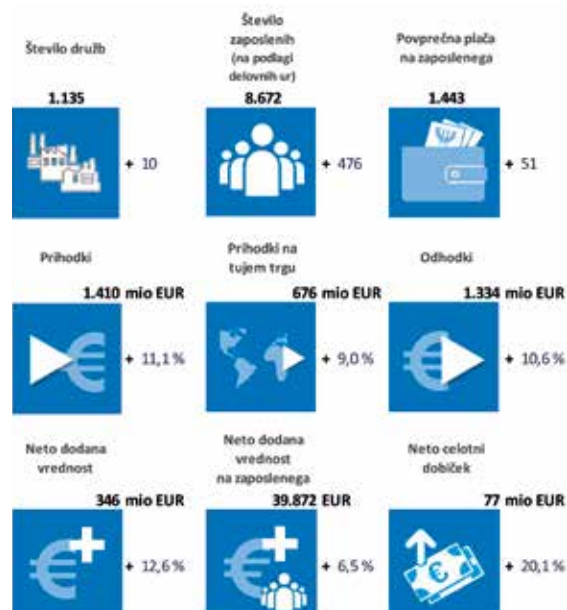 Število družb
Število
zaposlenih
(na podlagi
delovnih ur)
Povprečna plača
na zaposlenega
1.135
8.672
1.443
+ 10
+ 476
+ 51
Prihodki
Prihodki na
tujem trgu
Odhodki
1.410 mio EUR
676 mio EUR
1.334 mio EUR
+ 11,1 %
+ 9,0 %
+ 10,6 %
Neto dodana
vrednost
Neto dodana
vrednost
na zaposlenega
Neto celotni
dobiček
346 mio EUR
39.872 EUR
77 mio EUR
+ 12,6 %
+ 6,5 %
+ 20,1 %